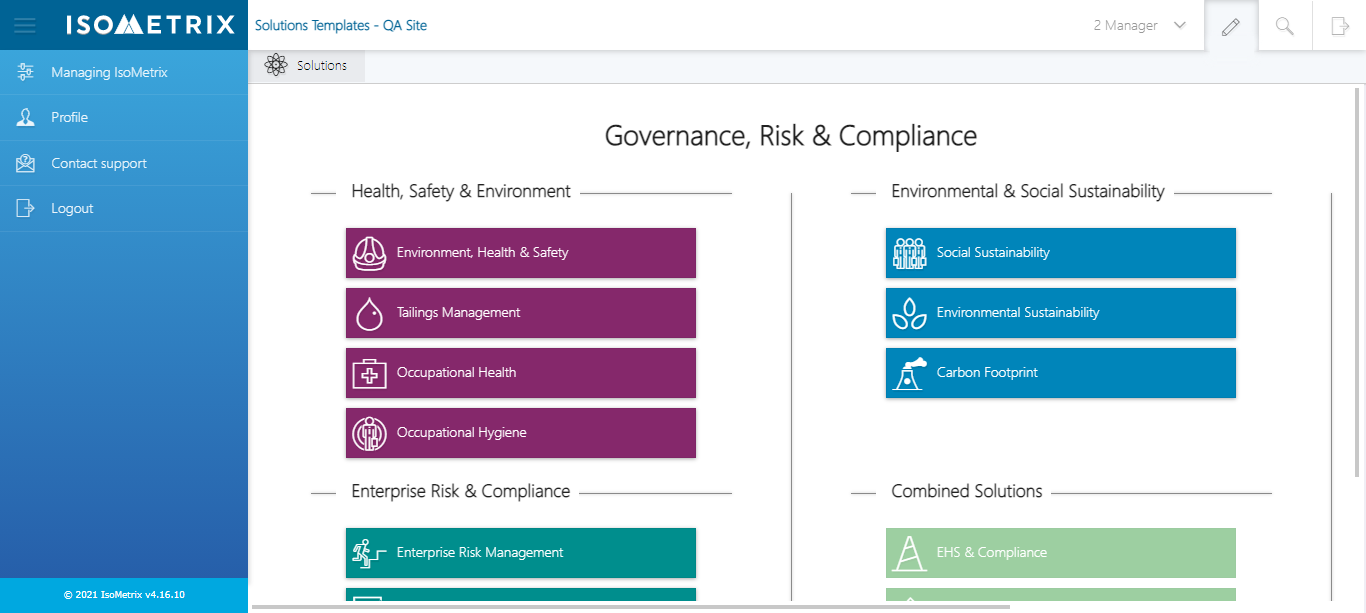 ISOMETRIX
Solutions Templates - QA Site
2 Manager
Managing IsoMetrix
Profile
Contact support
Logout
© 2021 IsoMetrix v4.16.10
Solutions
Governance, Risk & Compliance
Health, Safety & Environment
Environment, Health & Safety
Tailings Management
Occupational Health
Occupational Hygiene
Environmental & Social Sustainability
Social Sustainability
Environmental Sustainability
Carbon Footprint
Enterprise Risk & Compliance
Enterprise Risk Management
Combined Solutions
EHS & Compliance